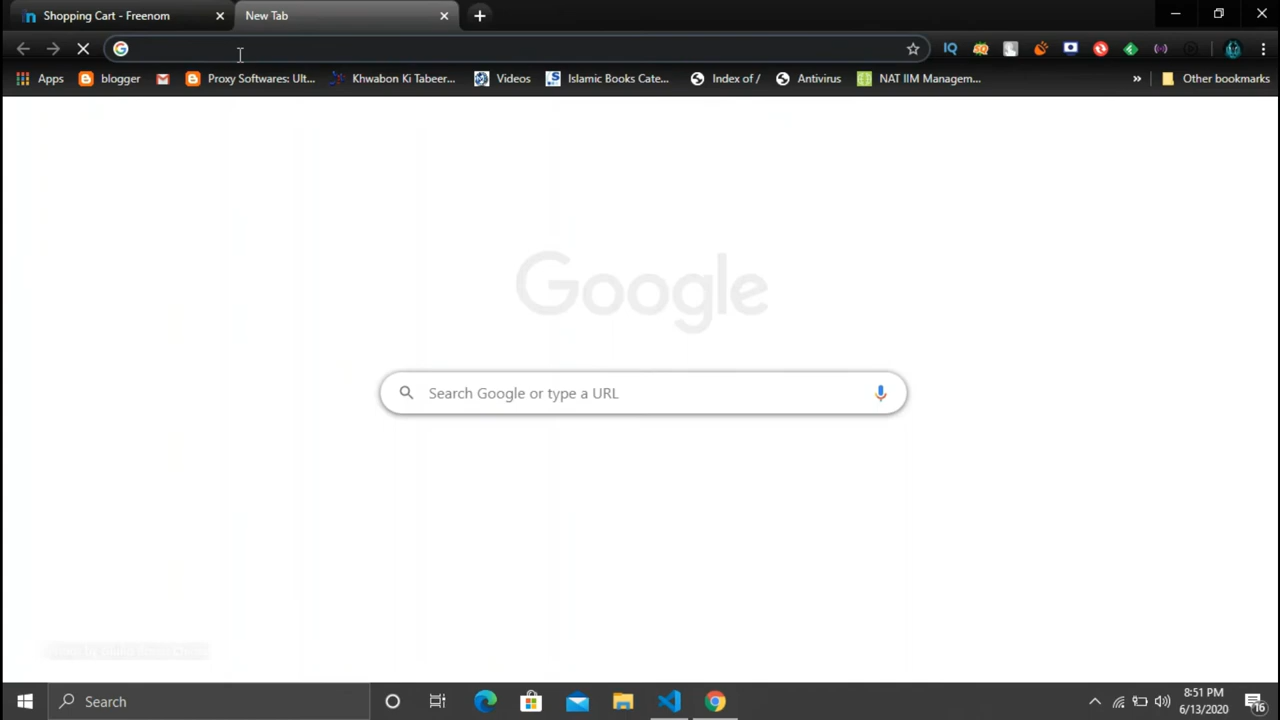 Shopping Cart - Freenom
New Tab
Apps
blogger
Proxy Softwares: Ult...
Khwabon Ki Tabeer...
Videos
Islamic Books Cate...
Index of /
Antivirus
NAT IIM Managem...
»
Other bookmarks
Google
Search Google or type a URL
Search
8:51 PM
6/13/2020
16